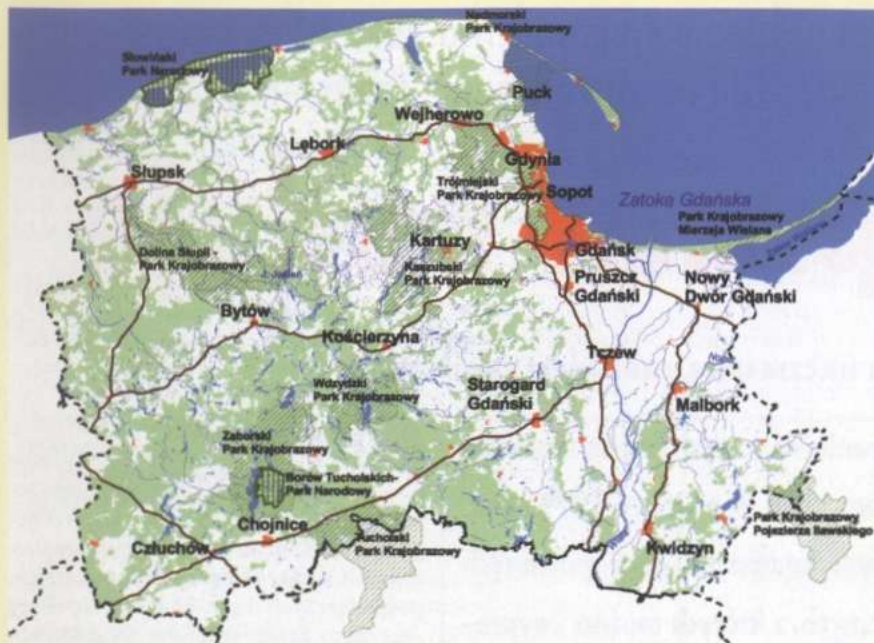 Nadmorski
Park Krajobrazowy
Słowiński
Park Narodowy
Puck
Wejherowo
Lębork
Gdynia
Słupsk
Trójmiejski
Park Krajobrazowy
Sopot
Zatoka Gdańska
Park Krajobrazowy
Mierzeja Wiślana
Kartuzy
Gdańsk
Dolina Słupii -
Park Krajobrazowy
Kaszubski
Park Krajobrazowy
Pruszcz
Gdański
Nowy
Dwór Gdański
Bytów
Kościerzyna
Trzew
Wdzydzki
Park Krajobrazowy
Starogard
Gdański
Malbork
Zaborski
Park Krajobrazowy
Borów Tucholskich-
Park Narodowy
Chojnice
Człuchów
Tucholski
Park Krajobrazowy
Kwidzyn
Park Krajobrazowy
Pojezierza Iławskiego